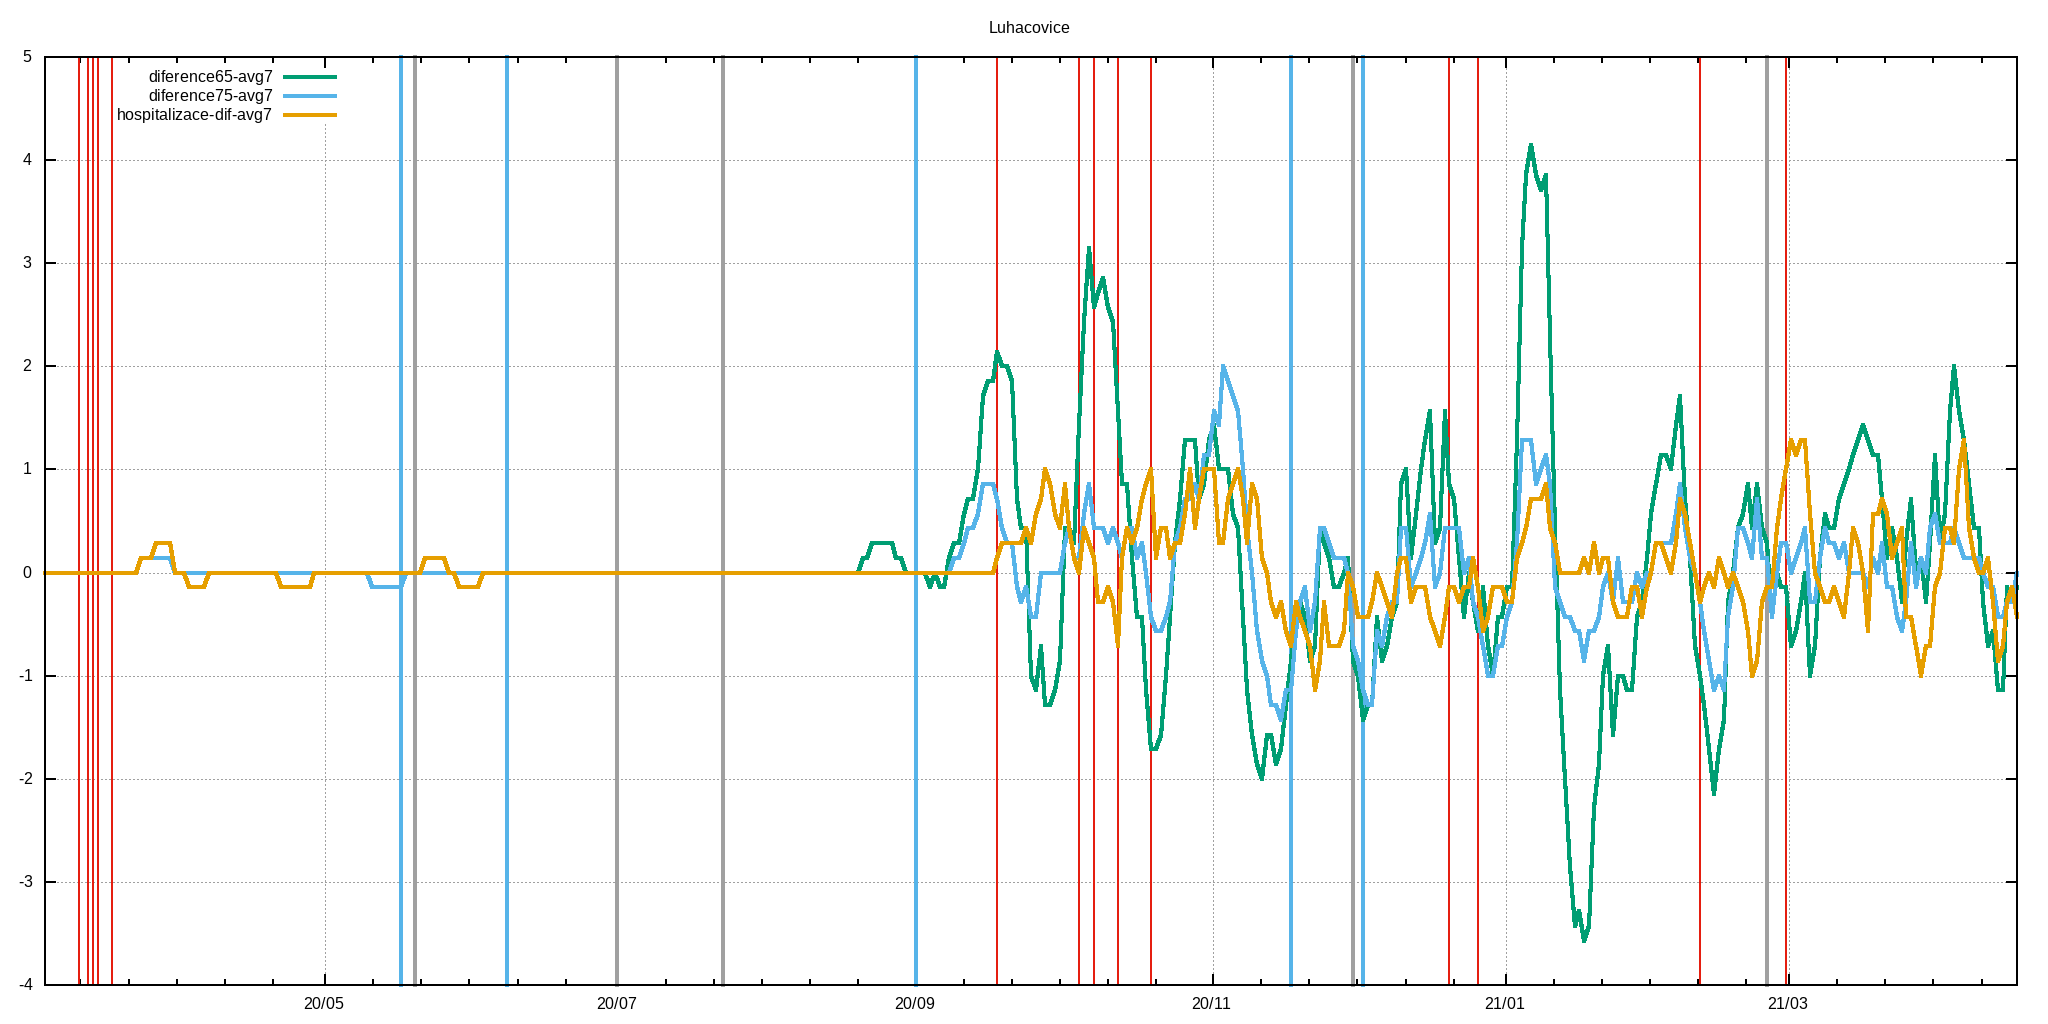 Luhacovice
5
diference65-avg7
diference75-avg7
hospitalizace-dif-avg7
4
3
2
1
0
-1
-2
-3
-4
20/05 20/07 20/09 20/11 21/01 21/03